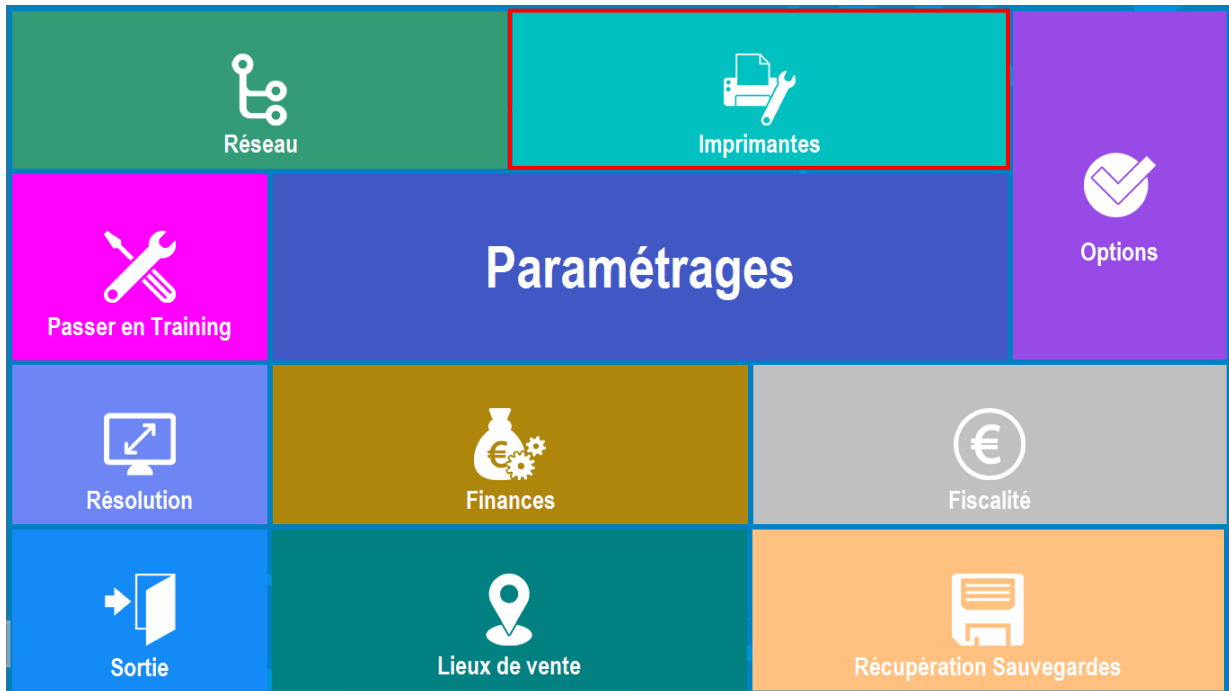 Réseau
Imprimantes
Options
Passer en Training
Paramétrages
Résolution
Finances
Fiscalité
Sortie
Lieux de vente
Récupération Sauvegardes